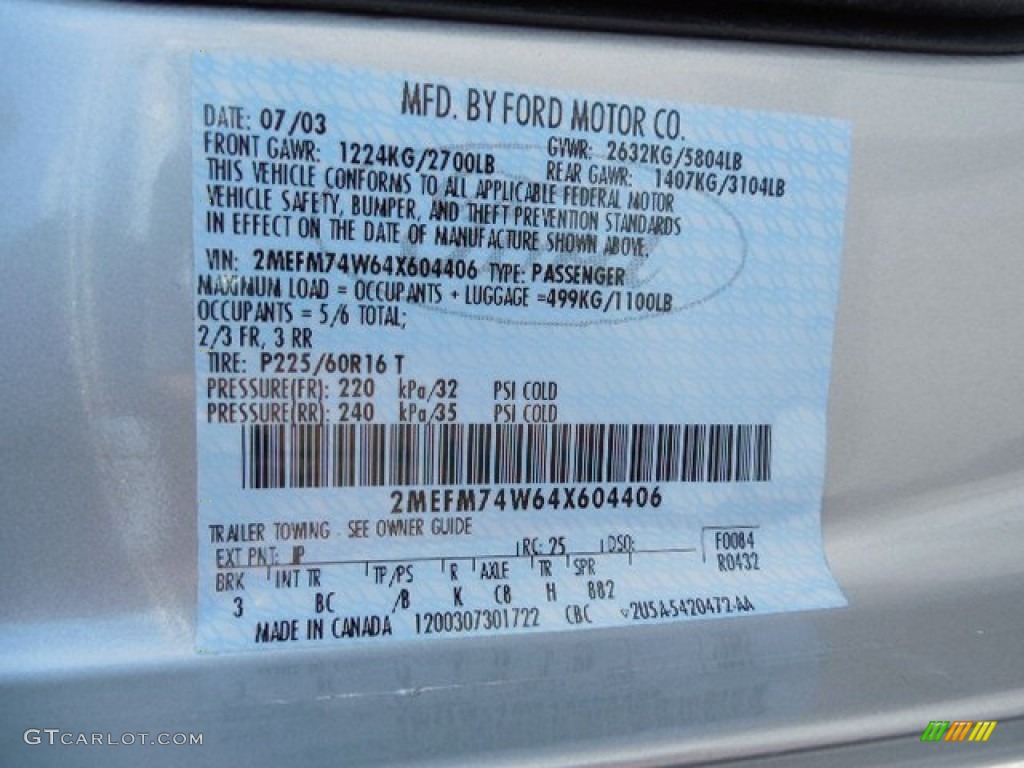 MFD. BY FORD MOTOR CO.
DATE: 07/03 GVWR: 2632KG/5804LB
FRONT GAWR: 1224KG/2700LB REAR GAWR: 1407KG/3104LB
THIS VEHICLE CONFORMS TO ALL APPLICABLE FEDERAL MOTOR
VEHICLE SAFETY, BUMPER, AND THEFT PREVENTION STANDARDS
IN EFFECT ON THE DATE OF MANUFACTURE SHOWN ABOVE.
VIN: 2MEFM74W64X604406 TYPE: PASSENGER
MAXIMUM LOAD = OCCUPANTS + LUGGAGE =499KG/1100LB
OCCUPANTS = 5/6 TOTAL;
2/3 FR, 3 RR
TIRE: P225/60R16 T
PRESSURE(FR): 220 kPa/32 PSI COLD
PRESSURE(RR): 240 kPa/35 PSI COLD
2MEFM74W64X604406
TRAILER TOWING - SEE OWNER GUIDE
EXT PNT: JP RC: 25 DSO: F0084
BRK INT TR TP/PS R AXLE TR SPR R0432
3 BC /B K CB H 882
MADE IN CANADA 1200307301722 CBC 2U5A-5420472-AA
GTCARLOT.COM